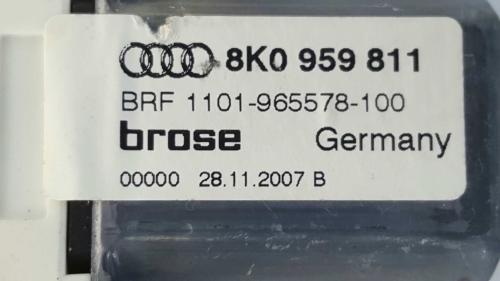 8K0 959 811
BRF 1101-965578-100
brose Germany
00000 28.11.2007 B